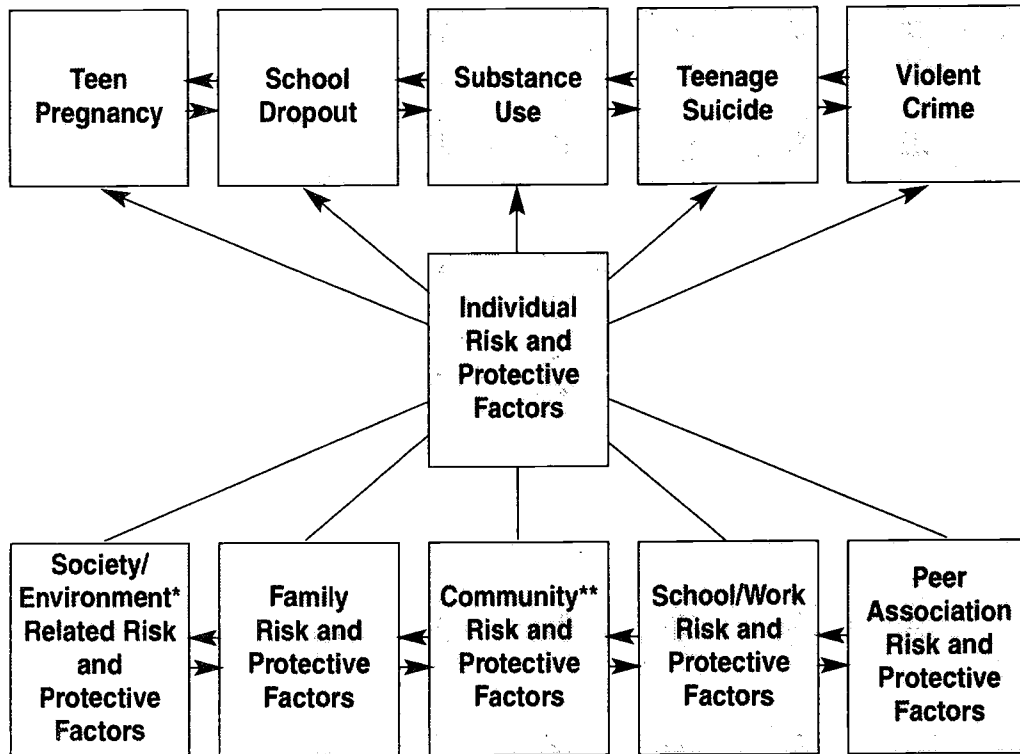 Teen
Pregnancy
School
Dropout
Substance
Use
Teenage
Suicide
Violent
Crime
Individual
Risk and
Protective
Factors
Society/
Environment*
Related Risk
and
Protective
Factors
Family
Risk and
Protective
Factors
Community**
Risk and
Protective
Factors
School/Work
Risk and
Protective
Factors
Peer
Association
Risk and
Protective
Factors